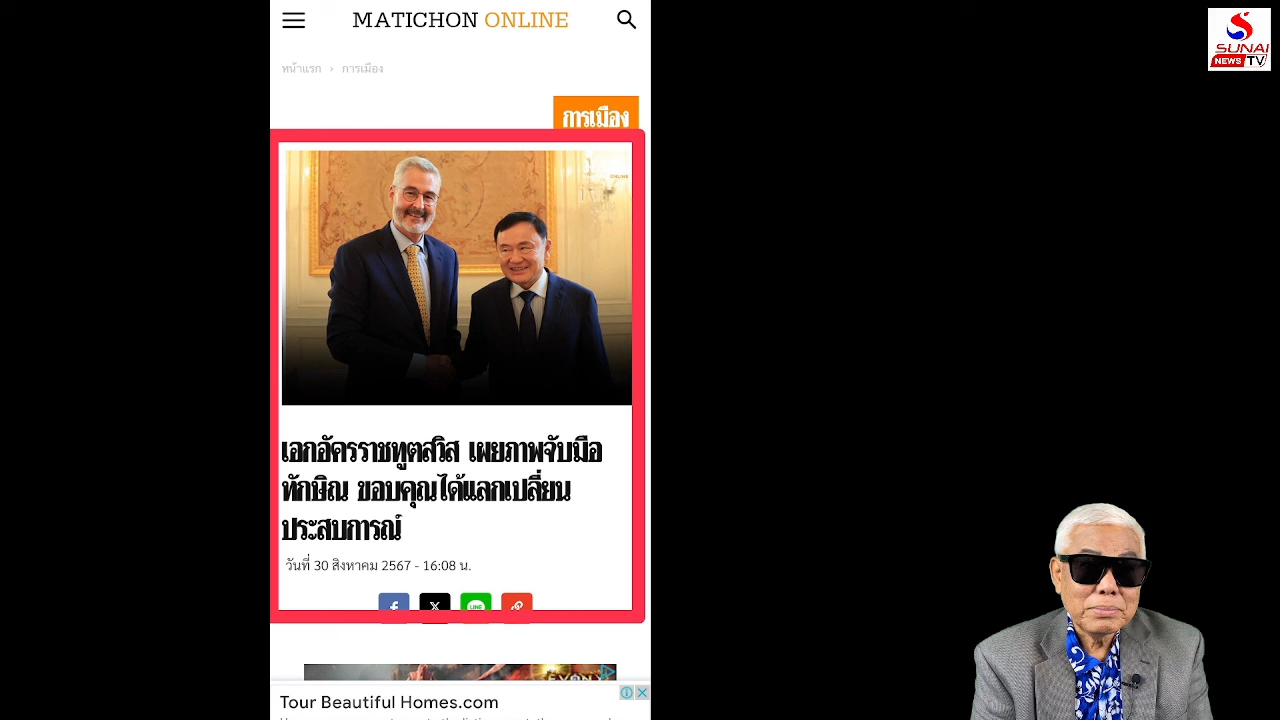 MATICHON ONLINE
SUNAI
NEWS TV
หน้าแรก › การเมือง
การเมือง
ONLINE
เอกอัครราชทูตสวิส เผยภาพจับมือ
ทักษิณ ขอบคุณได้แลกเปลี่ยน
ประสบการณ์
วันที่ 30 สิงหาคม 2567 - 16:08 น.
LINE
EVONY
Tour Beautiful Homes.com